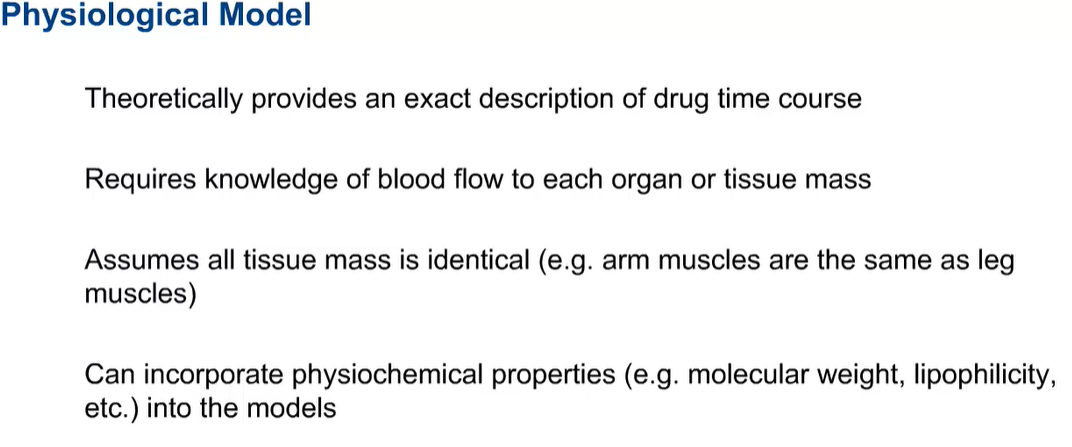 Physiological Model
Theoretically provides an exact description of drug time course
Requires knowledge of blood flow to each organ or tissue mass
Assumes all tissue mass is identical (e.g. arm muscles are the same as leg
muscles)
Can incorporate physiochemical properties (e.g. molecular weight, lipophilicity,
etc.) into the models